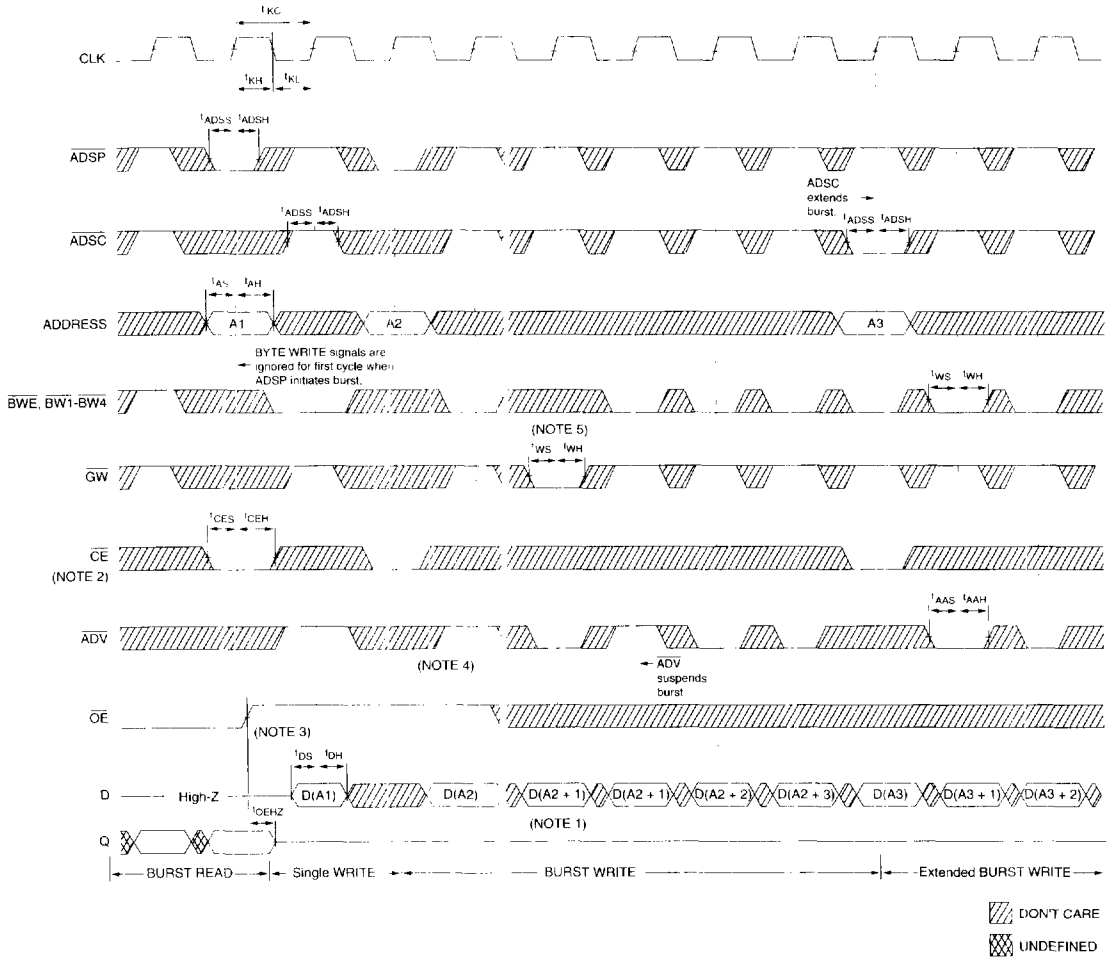 tKC
CLK
tKH tKL
tADSS tADSH
ADSP
ADSC extends burst.
tADSS tADSH
tADSS tADSH
ADSC
tAS tAH
ADDRESS A1 A2 A3
BYTE WRITE signals are
ignored for first cycle when
ADSP initiates burst.
tWS tWH
BWE, BW1-BW4
(NOTE 5)
tWS tWH
GW
tCES tCEH
CE
(NOTE 2)
tAAS tAAH
ADV
(NOTE 4)
ADV
suspends
burst
OE
(NOTE 3)
tDS tDH
D High-Z D(A1) D(A2) D(A2 + 1) D(A2 + 1) D(A2 + 2) D(A2 + 3) D(A3) D(A3 + 1) D(A3 + 2)
tOEHZ
(NOTE 1)
Q
BURST READ Single WRITE BURST WRITE Extended BURST WRITE
DON'T CARE
UNDEFINED